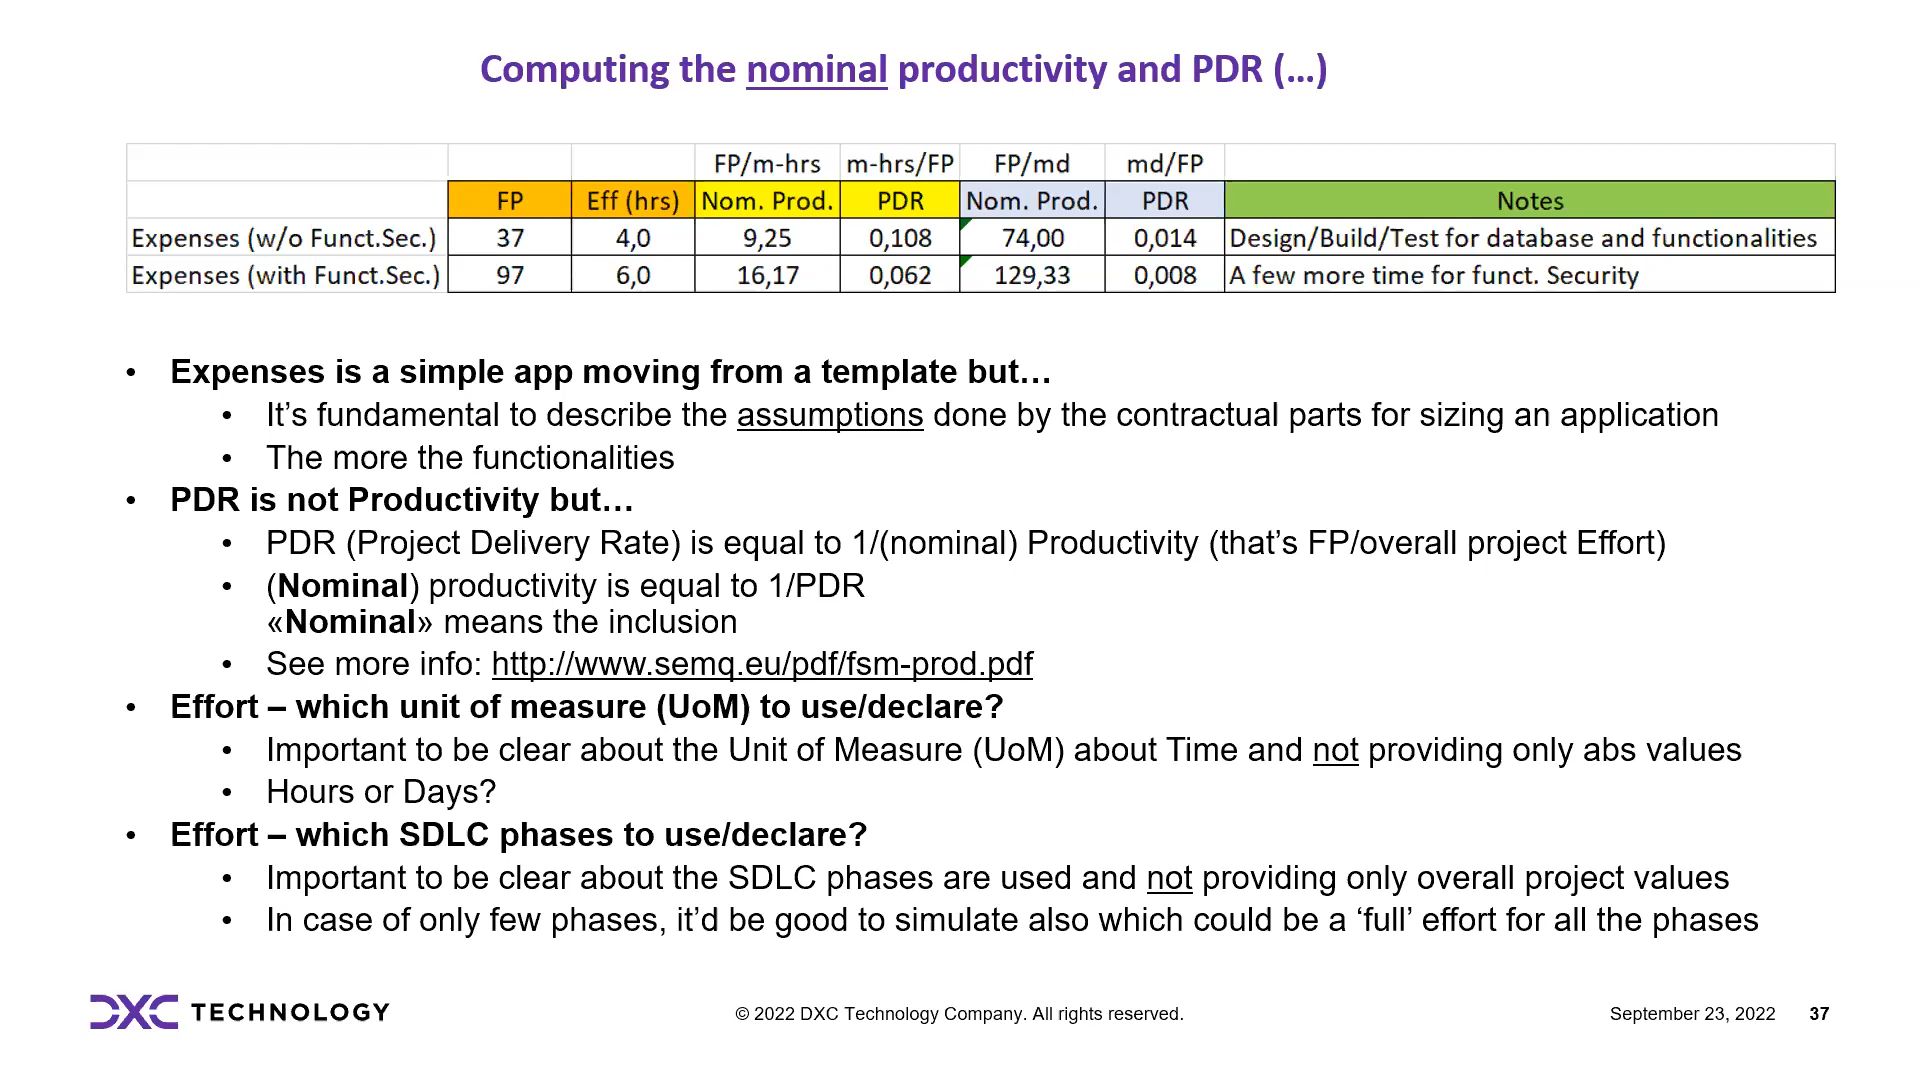 Computing the nominal productivity and PDR (…)
FP/m-hrs m-hrs/FP FP/md md/FP
FP Eff (hrs) Nom. Prod. PDR Nom. Prod. PDR Notes
Expenses (w/o Funct.Sec.) 37 4,0 9,25 0,108 74,00 0,014 Design/Build/Test for database and functionalities
Expenses (with Funct.Sec.) 97 6,0 16,17 0,062 129,33 0,008 A few more time for funct. Security
• Expenses is a simple app moving from a template but…
• It’s fundamental to describe the assumptions done by the contractual parts for sizing an application
• The more the functionalities
• PDR is not Productivity but…
• PDR (Project Delivery Rate) is equal to 1/(nominal) Productivity (that’s FP/overall project Effort)
• (Nominal) productivity is equal to 1/PDR
«Nominal» means the inclusion
• See more info: http://www.semq.eu/pdf/fsm-prod.pdf
• Effort – which unit of measure (UoM) to use/declare?
• Important to be clear about the Unit of Measure (UoM) about Time and not providing only abs values
• Hours or Days?
• Effort – which SDLC phases to use/declare?
• Important to be clear about the SDLC phases are used and not providing only overall project values
• In case of only few phases, it’d be good to simulate also which could be a ‘full’ effort for all the phases
DXC TECHNOLOGY
© 2022 DXC Technology Company. All rights reserved.
September 23, 2022 37